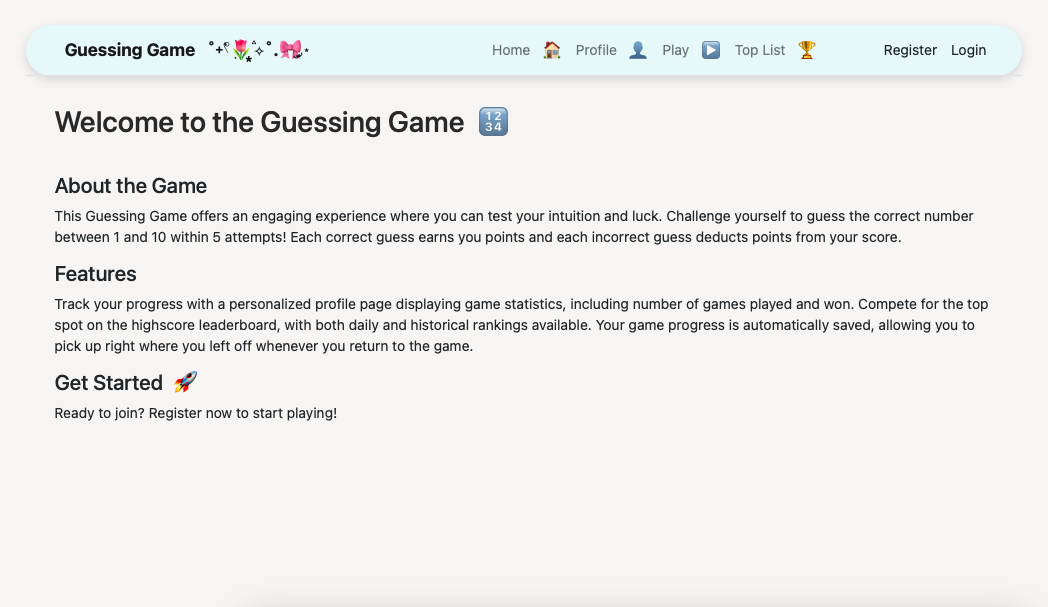 Guessing Game
Home 🏠 Profile 👤 Play ▶️ Top List 🏆 Register Login
Welcome to the Guessing Game 🔢
About the Game
This Guessing Game offers an engaging experience where you can test your intuition and luck. Challenge yourself to guess the correct number
between 1 and 10 within 5 attempts! Each correct guess earns you points and each incorrect guess deducts points from your score.
Features
Track your progress with a personalized profile page displaying game statistics, including number of games played and won. Compete for the top
spot on the highscore leaderboard, with both daily and historical rankings available. Your game progress is automatically saved, allowing you to
pick up right where you left off whenever you return to the game.
Get Started 🚀
Ready to join? Register now to start playing!